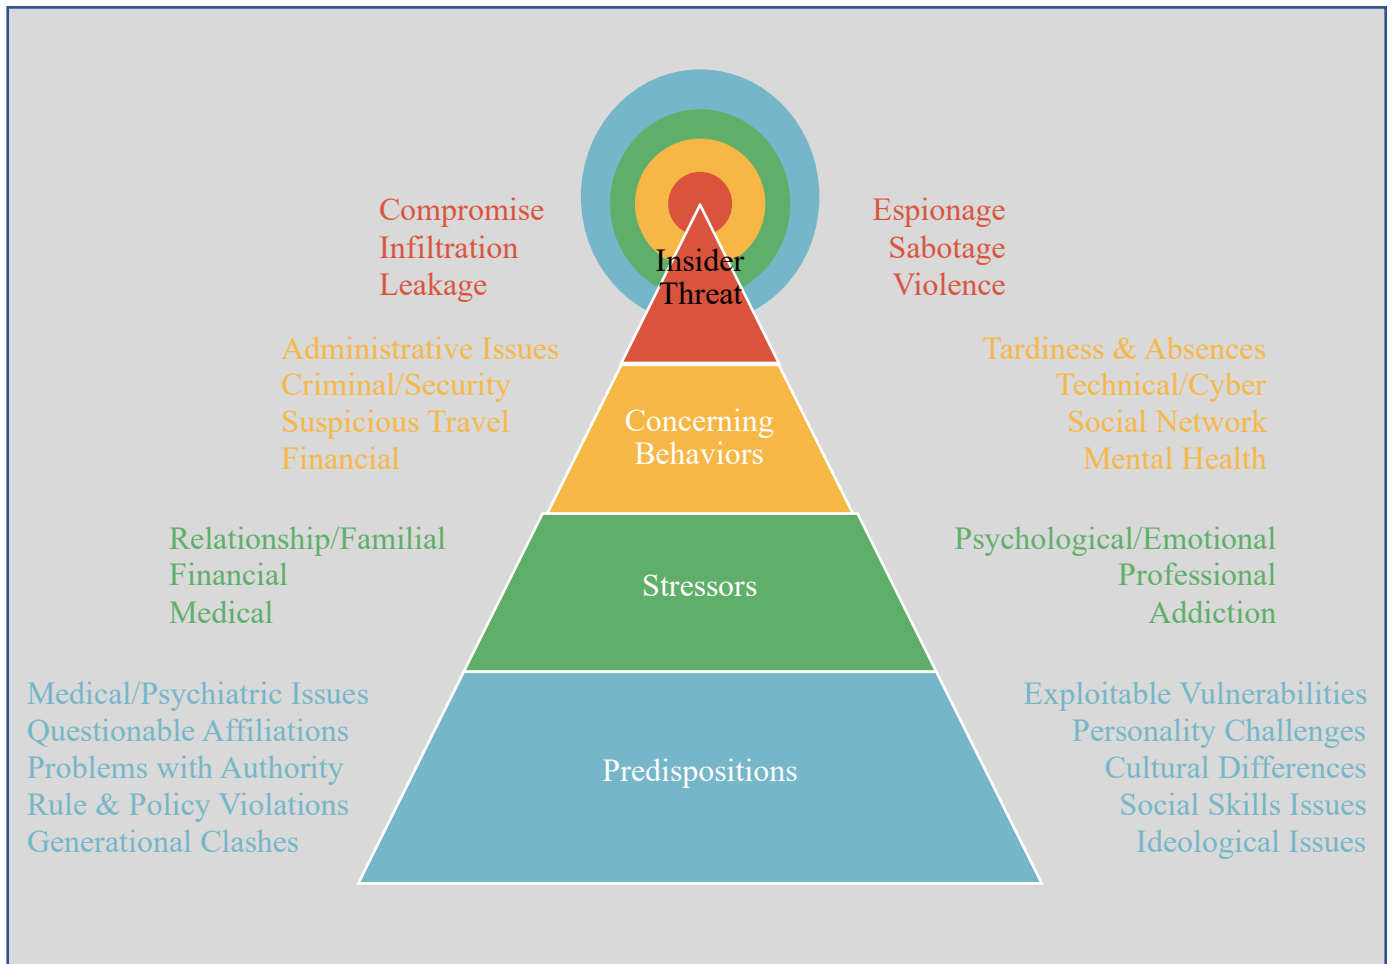 Compromise
Infiltration
Leakage
Espionage
Sabotage
Violence
Insider
Threat
Administrative Issues
Criminal/Security
Suspicious Travel
Financial
Concerning
Behaviors
Tardiness & Absences
Technical/Cyber
Social Network
Mental Health
Relationship/Familial
Financial
Medical
Stressors
Psychological/Emotional
Professional
Addiction
Medical/Psychiatric Issues
Questionable Affiliations
Problems with Authority
Rule & Policy Violations
Generational Clashes
Predispositions
Exploitable Vulnerabilities
Personality Challenges
Cultural Differences
Social Skills Issues
Ideological Issues